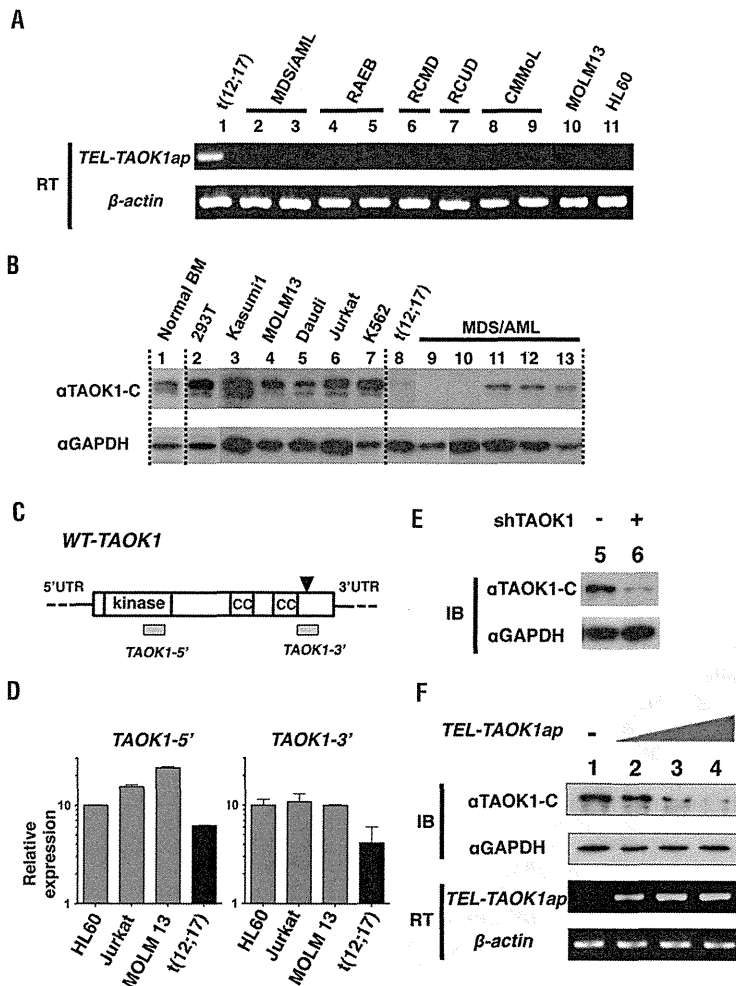 A
t(12;17) MDS/AML RAEB RCMD RCUD CMMoL MOLM13 HL60
1 2 3 4 5 6 7 8 9 10 11
RT
TEL-TAOK1ap
β-actin
B
Normal BM 293T Kasumi1 MOLM13 Daudi Jurkat K562 t(12;17) MDS/AML
1 2 3 4 5 6 7 8 9 10 11 12 13
αTAOK1-C
αGAPDH
C
WT-TAOK1
5'UTR 3'UTR
kinase CC CC
TAOK1-5' TAOK1-3'
E
shTAOK1 - +
5 6
IB
αTAOK1-C
αGAPDH
D
TAOK1-5' TAOK1-3'
Relative expression
10
1
10
1
HL60 Jurkat MOLM 13 t(12;17)
HL60 Jurkat MOLM 13 t(12;17)
F
TEL-TAOK1ap -
1 2 3 4
IB
αTAOK1-C
αGAPDH
RT
TEL-TAOK1ap
β-actin